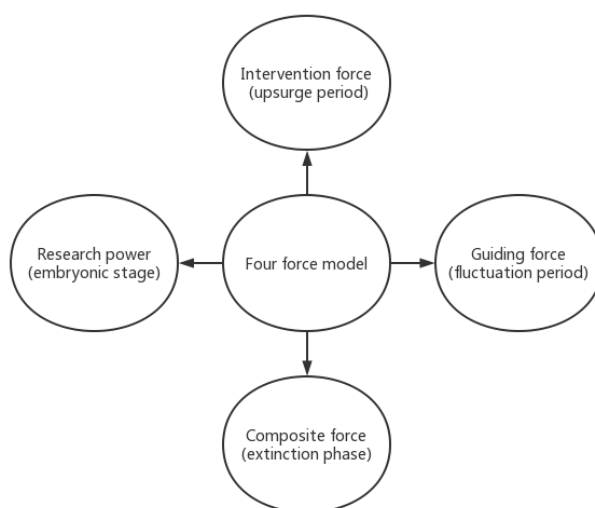 Intervention force
(upsurge period)
Research power
(embryonic stage)
Four force model
Guiding force
(fluctuation period)
Composite force
(extinction phase)